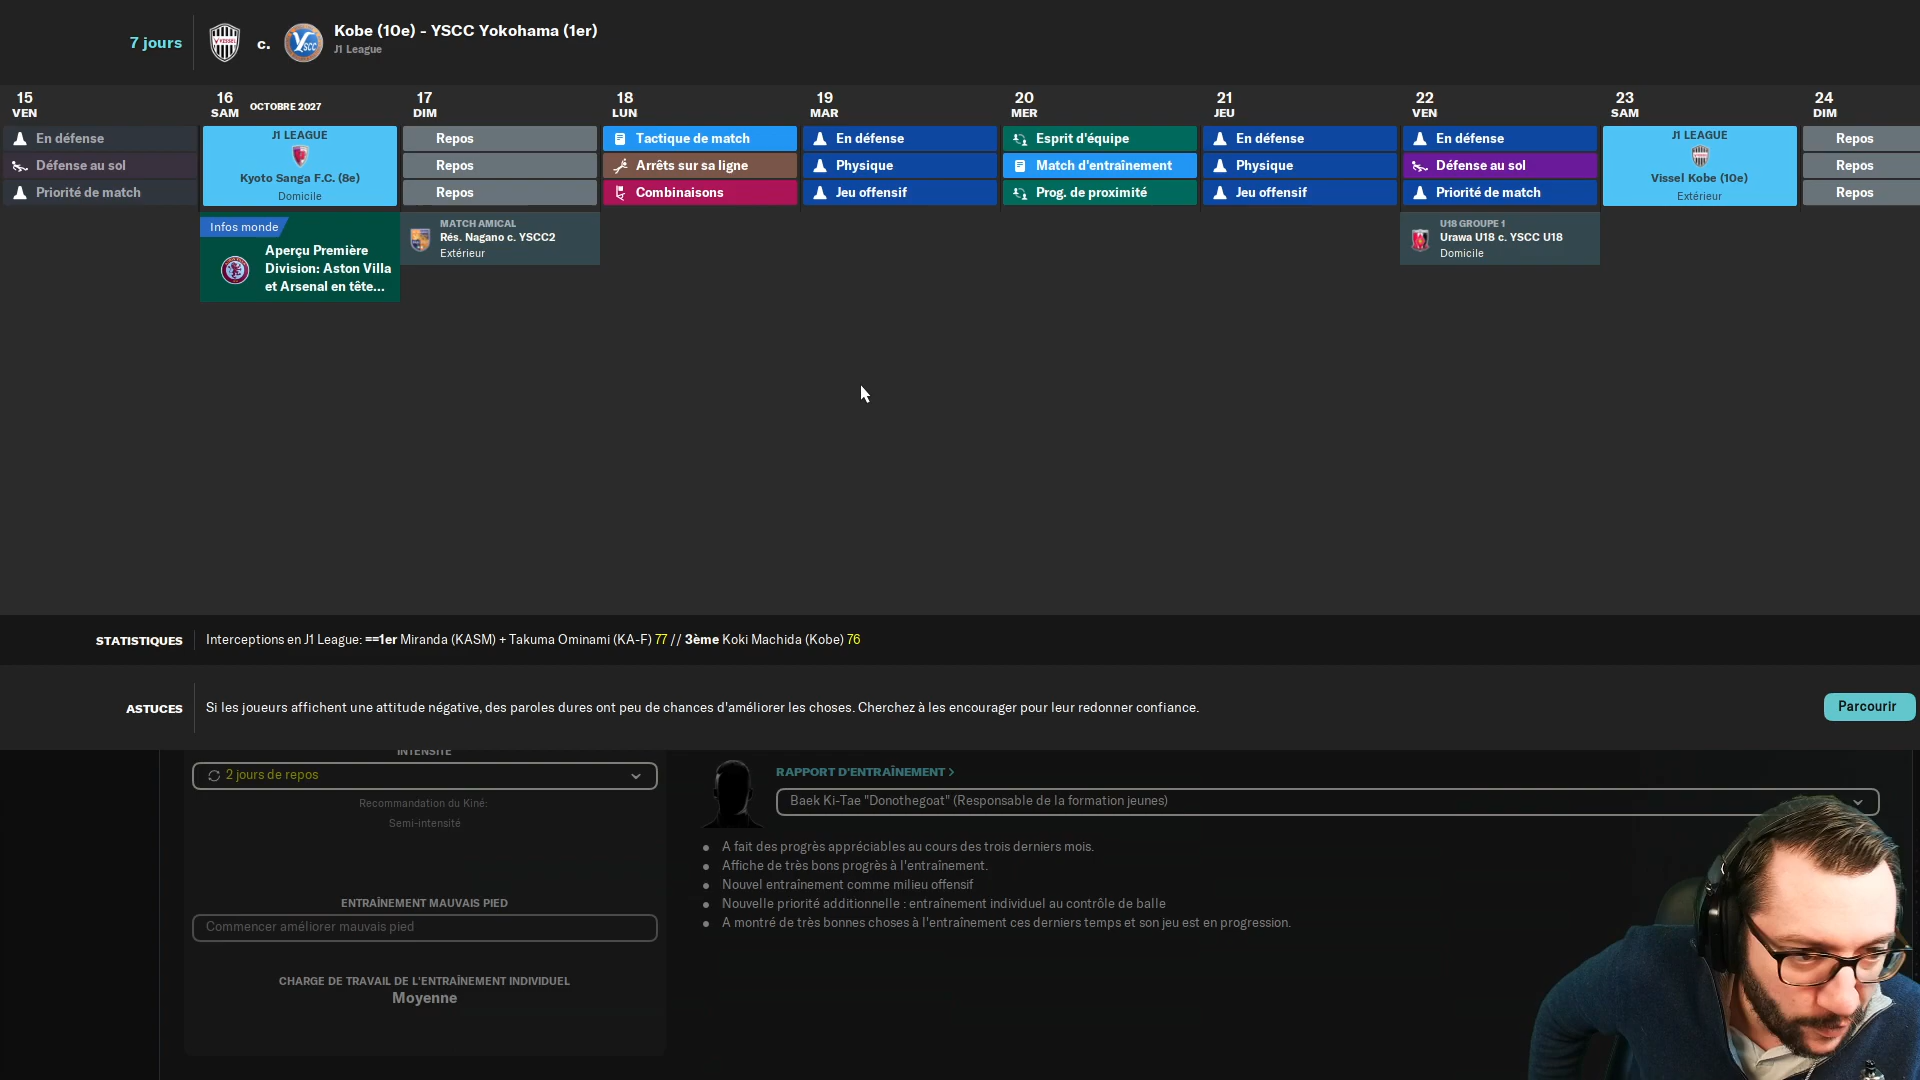 7 jours
c.
Kobe (10e) - YSCC Yokohama (1er)
J1 League
15
VEN
En défense
Défense au sol
Priorité de match
16
SAM
OCTOBRE 2027
J1 LEAGUE
Kyoto Sanga F.C. (8e)
Domicile
Infos monde
Aperçu Première
Division: Aston Villa
et Arsenal en tête...
17
DIM
Repos
Repos
Repos
MATCH AMICAL
Rés. Nagano c. YSCC2
Extérieur
18
LUN
Tactique de match
Arrêts sur sa ligne
Combinaisons
19
MAR
En défense
Physique
Jeu offensif
20
MER
Esprit d'équipe
Match d'entraînement
Prog. de proximité
21
JEU
En défense
Physique
Jeu offensif
22
VEN
En défense
Défense au sol
Priorité de match
U18 GROUPE 1
Urawa U18 c. YSCC U18
Domicile
23
SAM
J1 LEAGUE
Vissel Kobe (10e)
Extérieur
24
DIM
Repos
Repos
Repos
STATISTIQUES
Interceptions en J1 League: ==1er Miranda (KASM) + Takuma Ominami (KA-F) 77 // 3ème Koki Machida (Kobe) 76
ASTUCES
Si les joueurs affichent une attitude négative, des paroles dures ont peu de chances d'améliorer les choses. Cherchez à les encourager pour leur redonner confiance.
Parcourir
INTENSITÉ
2 jours de repos
Recommandation du Kiné:
Semi-intensité
ENTRAÎNEMENT MAUVAIS PIED
Commencer améliorer mauvais pied
CHARGE DE TRAVAIL DE L'ENTRAÎNEMENT INDIVIDUEL
Moyenne
RAPPORT D'ENTRAÎNEMENT >
Baek Ki-Tae "Donothegoat" (Responsable de la formation jeunes)
A fait des progrès appréciables au cours des trois derniers mois.
Affiche de très bons progrès à l'entraînement.
Nouvel entraînement comme milieu offensif
Nouvelle priorité additionnelle : entraînement individuel au contrôle de balle
A montré de très bonnes choses à l'entraînement ces derniers temps et son jeu est en progression.